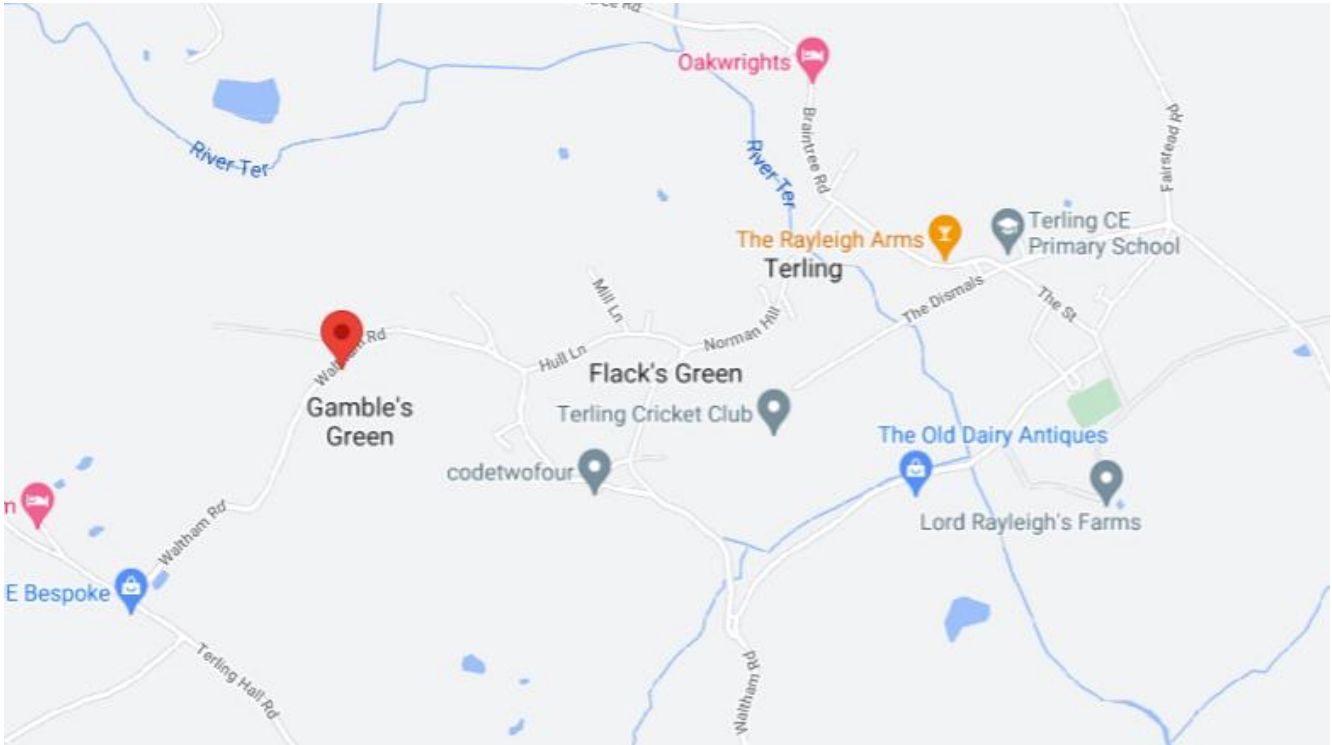 Oakwrights
River Ter
Braintree Rd
River Ter
Fairstead Rd
Terling CE
Primary School
The Rayleigh Arms
Terling
The Dismals
The St
Mill Ln
Norman Hill
Hull Ln
Waltham Rd
Flack's Green
Gamble's
Green
Terling Cricket Club
The Old Dairy Antiques
codetwofour
Lord Rayleigh's Farms
Waltham Rd
E Bespoke
Terling Hall Rd
Waltham Rd